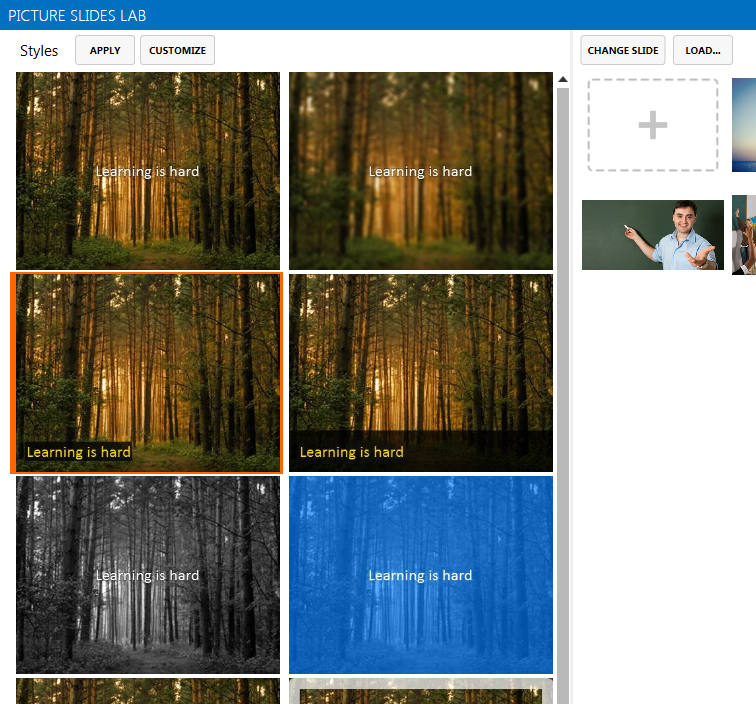 PICTURE SLIDES LAB
Styles
APPLY
CUSTOMIZE
CHANGE SLIDE
LOAD...
Learning is hard
Learning is hard
Learning is hard
Learning is hard
Learning is hard
Learning is hard